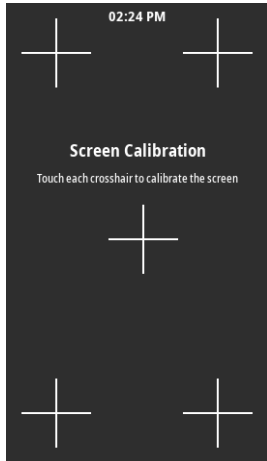 02:24 PM
Screen Calibration
Touch each crosshair to calibrate the screen